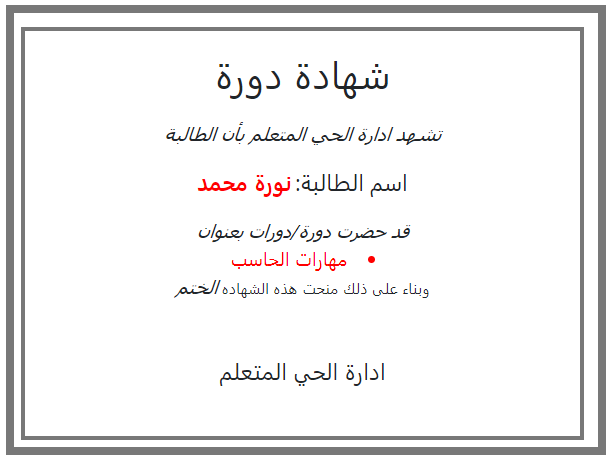 شهادة دورة
تشهد ادارة الحي المتعلم بأن الطالبة
اسم الطالبة: نورة محمد
قد حضرت دورة/دورات بعنوان
• مهارات الحاسب
وبناء على ذلك منحت هذه الشهاده الختم
ادارة الحي المتعلم